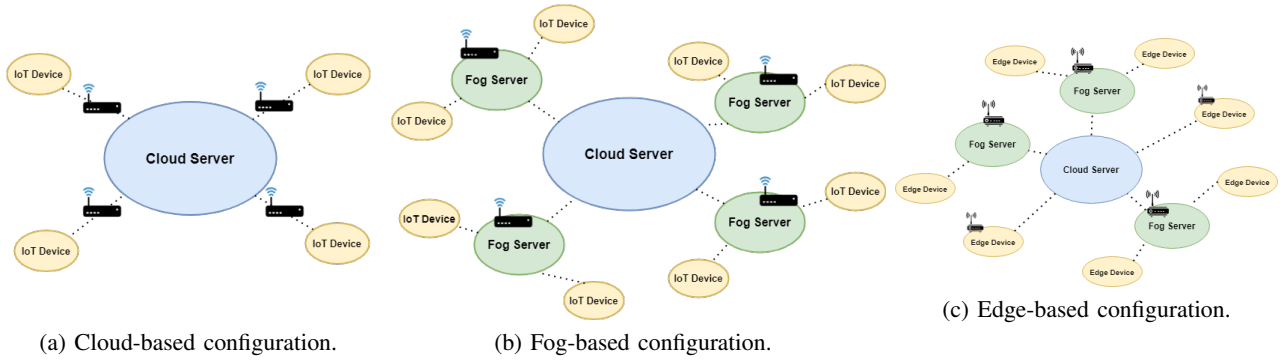 IoT Device
IoT Device
Cloud Server
IoT Device
IoT Device
(a) Cloud-based configuration.
IoT Device
Fog Server
IoT Device
IoT Device
Fog Server
IoT Device
Cloud Server
IoT Device
Fog Server
IoT Device
IoT Device
Fog Server
IoT Device
IoT Device
(b) Fog-based configuration.
Edge Device
Edge Device
Fog Server
Edge Device
Fog Server
Cloud Server
Edge Device
Edge Device
Fog Server
Edge Device
Edge Device
(c) Edge-based configuration.